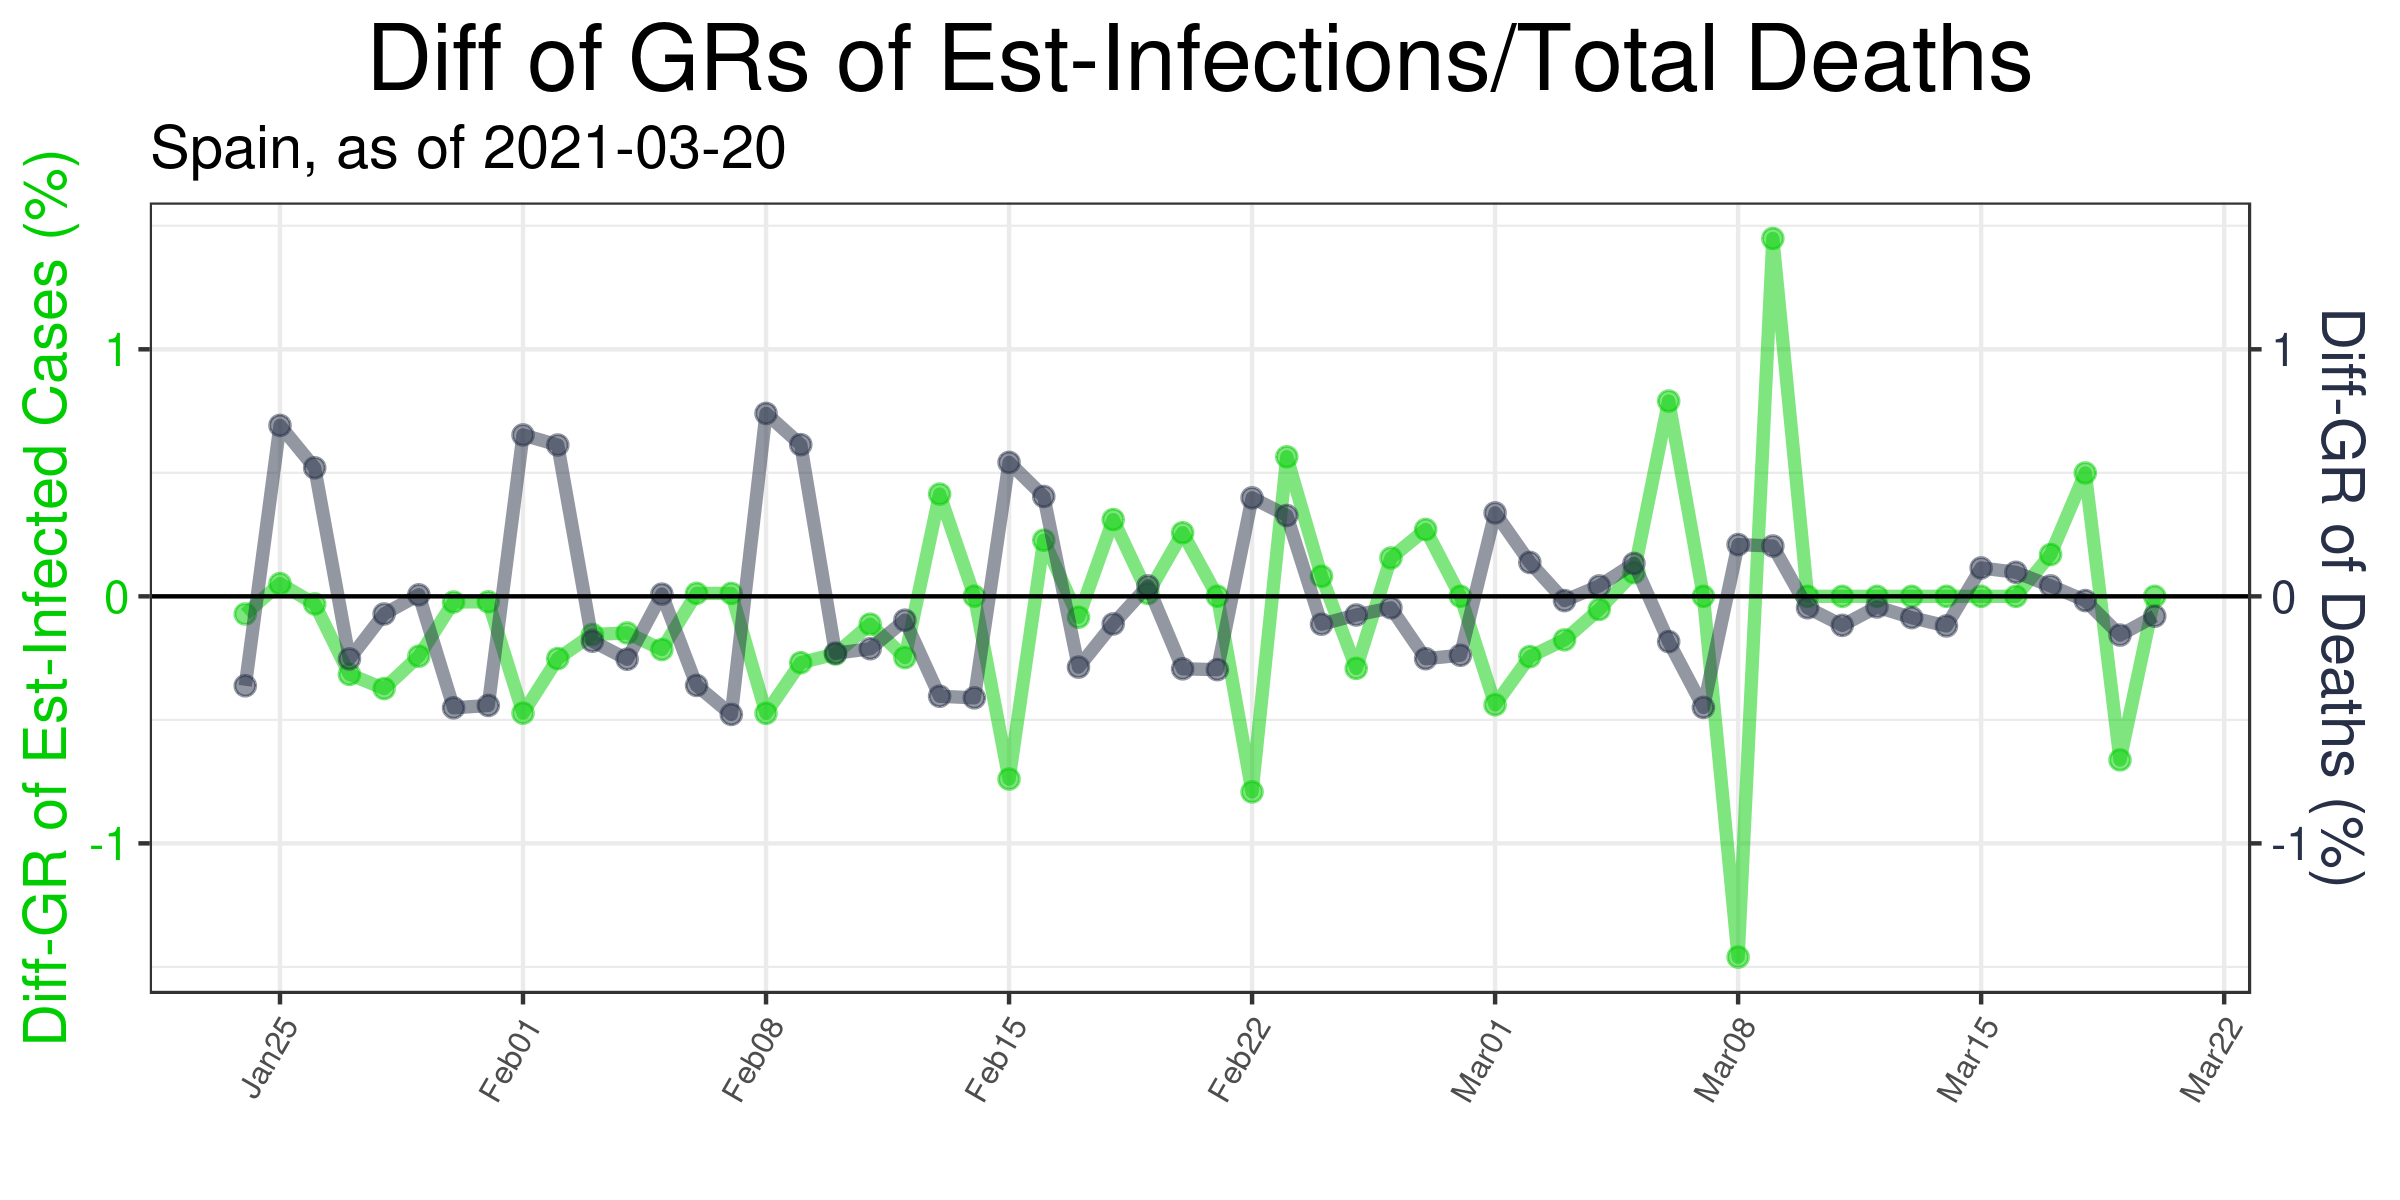 Diff of GRs of Est-Infections/Total Deaths
Spain, as of 2021-03-20
Diff-GR of Est-Infected Cases (%)
1
0
-1
1
0
-1
Diff-GR of Deaths (%)
Jan25
Feb01
Feb08
Feb15
Feb22
Mar01
Mar08
Mar15
Mar22